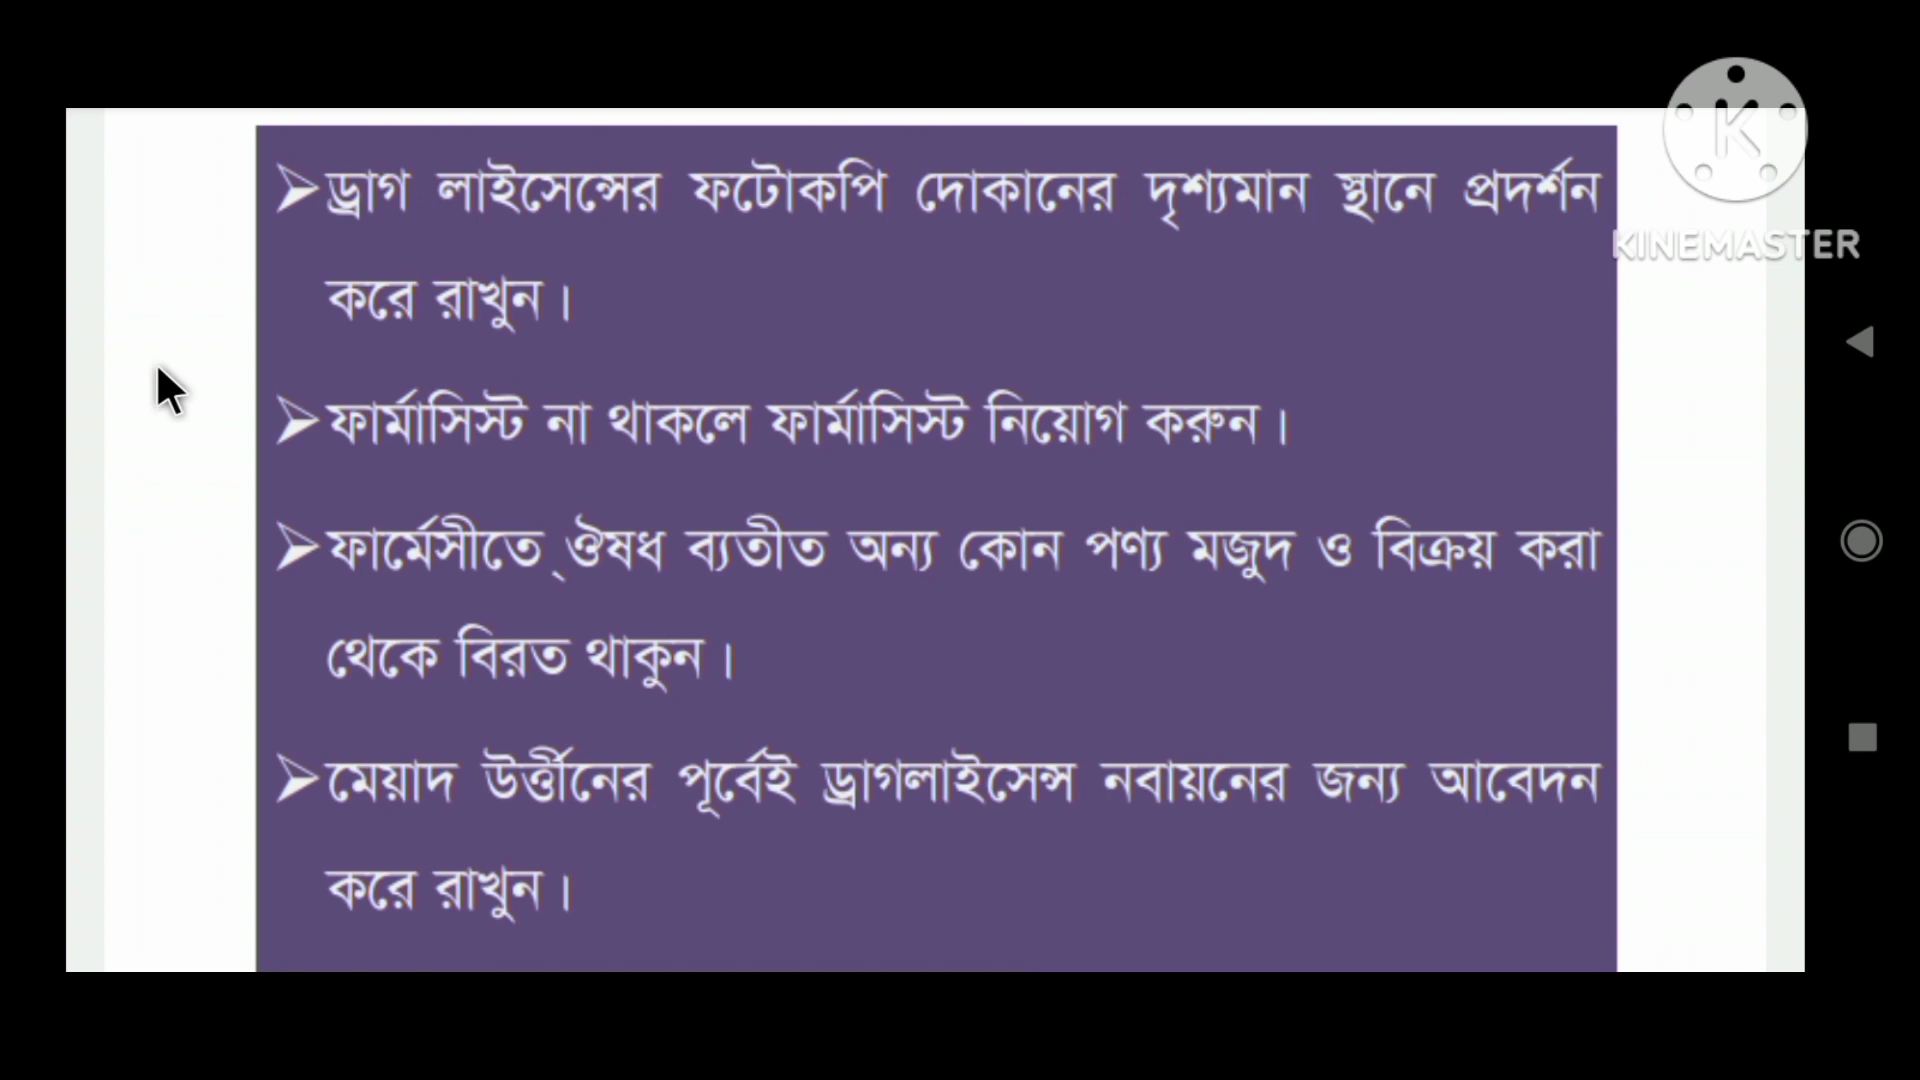 ➢ড্রাগ লাইসেন্সের ফটোকপি দোকানের দৃশ্যমান স্থানে প্রদর্শন
করে রাখুন।
➢ফার্মাসিস্ট না থাকলে ফার্মাসিস্ট নিয়োগ করুন।
➢ফার্মেসীতে ্ঔষধ ব্যতীত অন্য কোন পণ্য মজুদ ও বিক্রয় করা
থেকে বিরত থাকুন।
➢মেয়াদ উর্ত্তীনের পূর্বেই ড্রাগলাইসেন্স নবায়নের জন্য আবেদন
করে রাখুন।
K
KINEMASTER